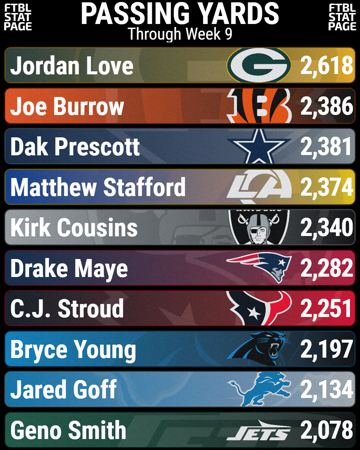 FTBL
STAT
PAGE
PASSING YARDS
Through Week 9
FTBL
STAT
PAGE
Jordan Love G 2,618
Joe Burrow 2,386
Dak Prescott 2,381
Matthew Stafford LA 2,374
Kirk Cousins RAIDERS 2,340
Drake Maye 2,282
C.J. Stroud 2,251
Bryce Young 2,197
Jared Goff 2,134
Geno Smith JETS 2,078